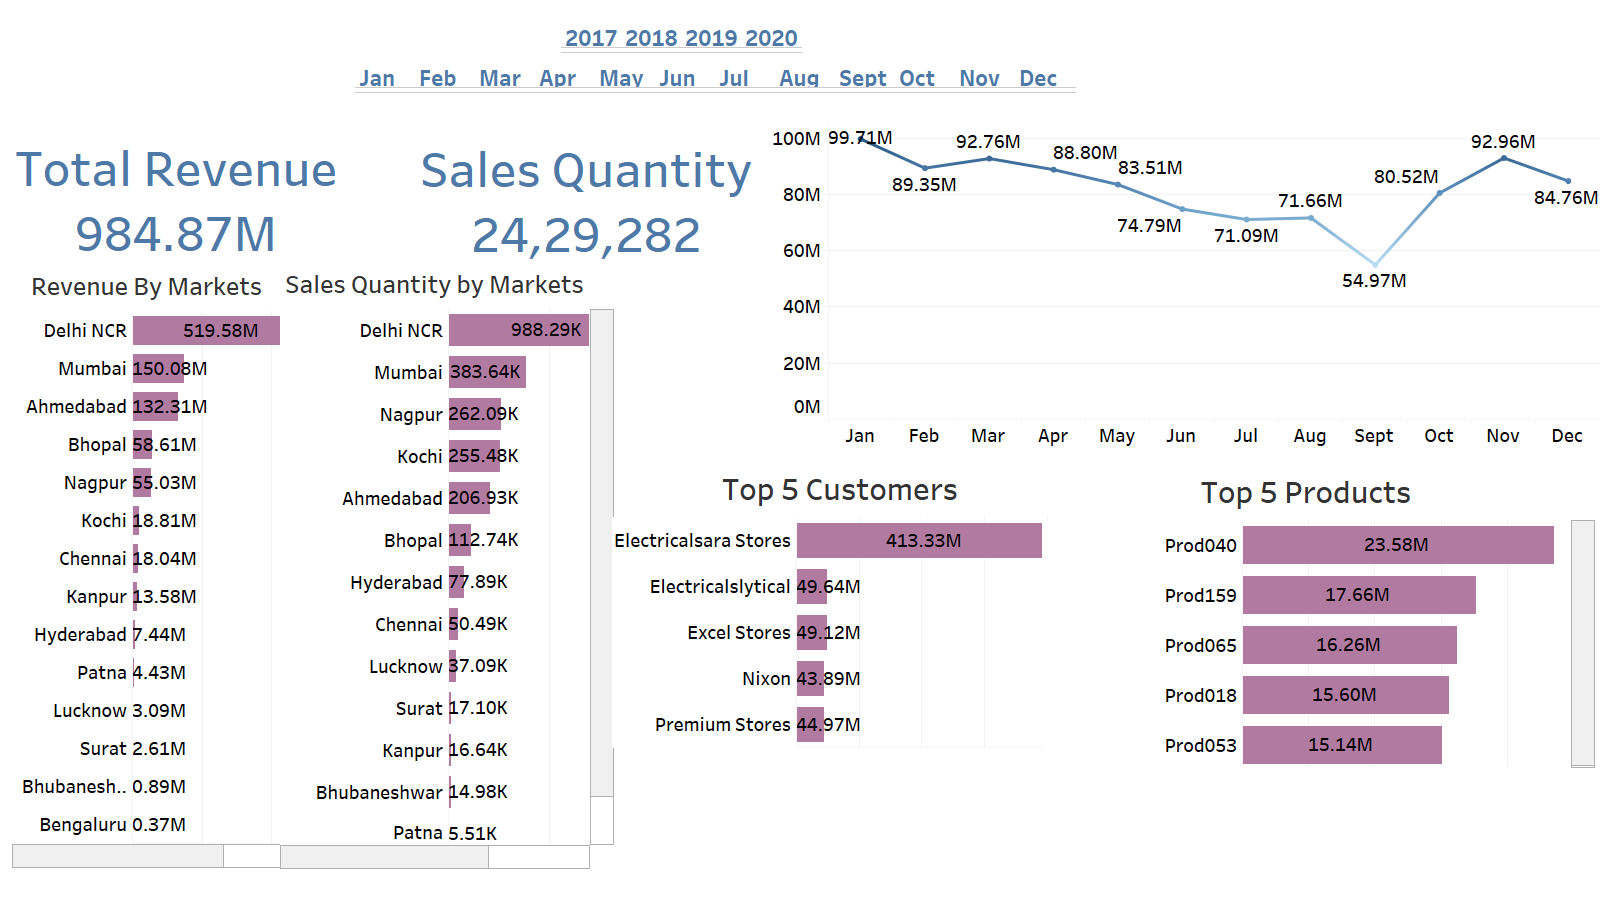 2017 2018 2019 2020
Jan Feb Mar Apr May Jun Jul Aug Sept Oct Nov Dec
Total Revenue
984.87M
Sales Quantity
24,29,282
100M
80M
60M
40M
20M
0M
99.71M
89.35M
92.76M
88.80M
83.51M
74.79M
71.09M
71.66M
54.97M
80.52M
92.96M
84.76M
Jan Feb Mar Apr May Jun Jul Aug Sept Oct Nov Dec
Revenue By Markets
Delhi NCR 519.58M
Mumbai 150.08M
Ahmedabad 132.31M
Bhopal 58.61M
Nagpur 55.03M
Kochi 18.81M
Chennai 18.04M
Kanpur 13.58M
Hyderabad 7.44M
Patna 4.43M
Lucknow 3.09M
Surat 2.61M
Bhubanesh.. 0.89M
Bengaluru 0.37M
Sales Quantity by Markets
Delhi NCR 988.29K
Mumbai 383.64K
Nagpur 262.09K
Kochi 255.48K
Ahmedabad 206.93K
Bhopal 112.74K
Hyderabad 77.89K
Chennai 50.49K
Lucknow 37.09K
Surat 17.10K
Kanpur 16.64K
Bhubaneshwar 14.98K
Patna 5.51K
Top 5 Customers
Electricalsara Stores 413.33M
Electricalslytical 49.64M
Excel Stores 49.12M
Nixon 43.89M
Premium Stores 44.97M
Top 5 Products
Prod040 23.58M
Prod159 17.66M
Prod065 16.26M
Prod018 15.60M
Prod053 15.14M